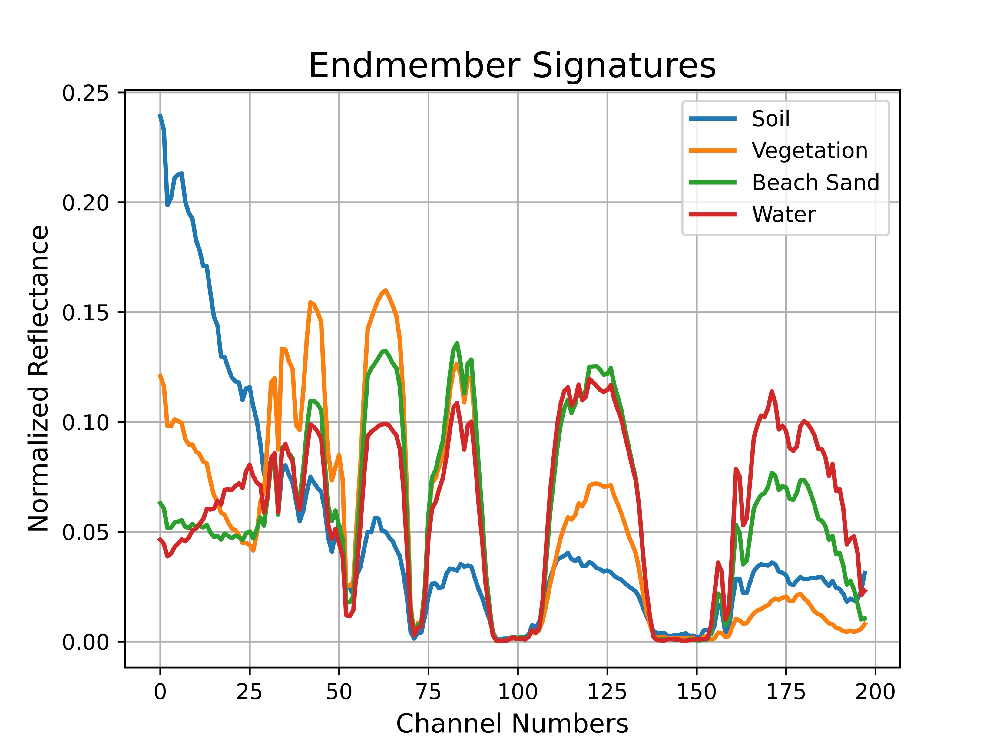 Endmember Signatures
0.25
0.20
0.15
0.10
0.05
0.00
Normalized Reflectance
Soil
Vegetation
Beach Sand
Water
0 25 50 75 100 125 150 175 200
Channel Numbers